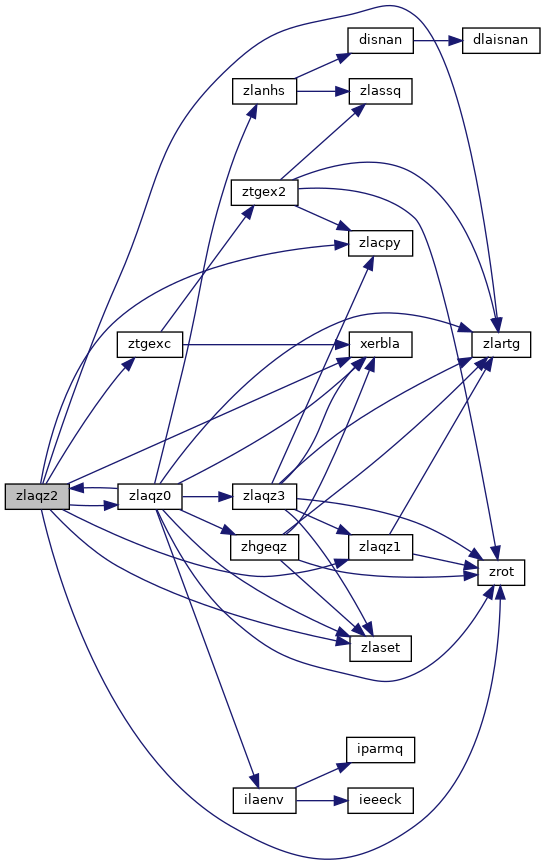 disnan
dlaisnan
zlanhs
zlassq
ztgex2
zlacpy
ztgexc
xerbla
zlartg
zlaqz2
zlaqz0
zlaqz3
zhgeqz
zlaqz1
zrot
zlaset
iparmq
ilaenv
ieeeck